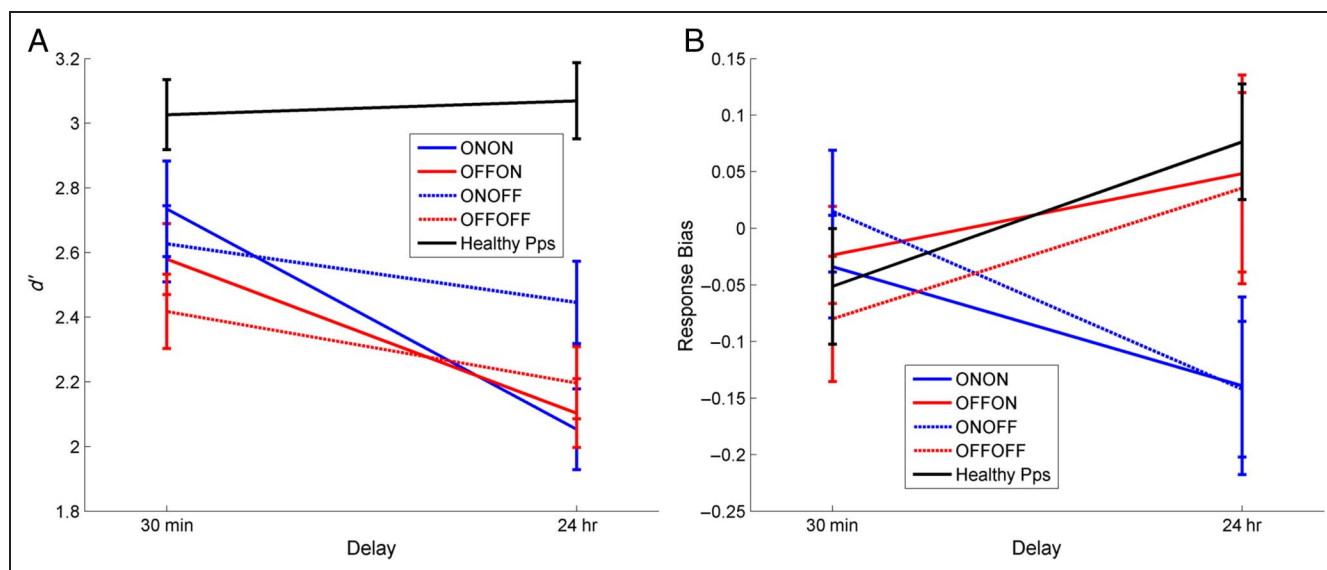 A
3.2
3
2.8
2.6
2.4
2.2
2
1.8
d'
ONON
OFFON
ONOFF
OFFOFF
Healthy Pps
30 min
24 hr
Delay
B
0.15
0.1
0.05
0
−0.05
−0.1
−0.15
−0.2
−0.25
Response Bias
ONON
OFFON
ONOFF
OFFOFF
Healthy Pps
30 min
24 hr
Delay